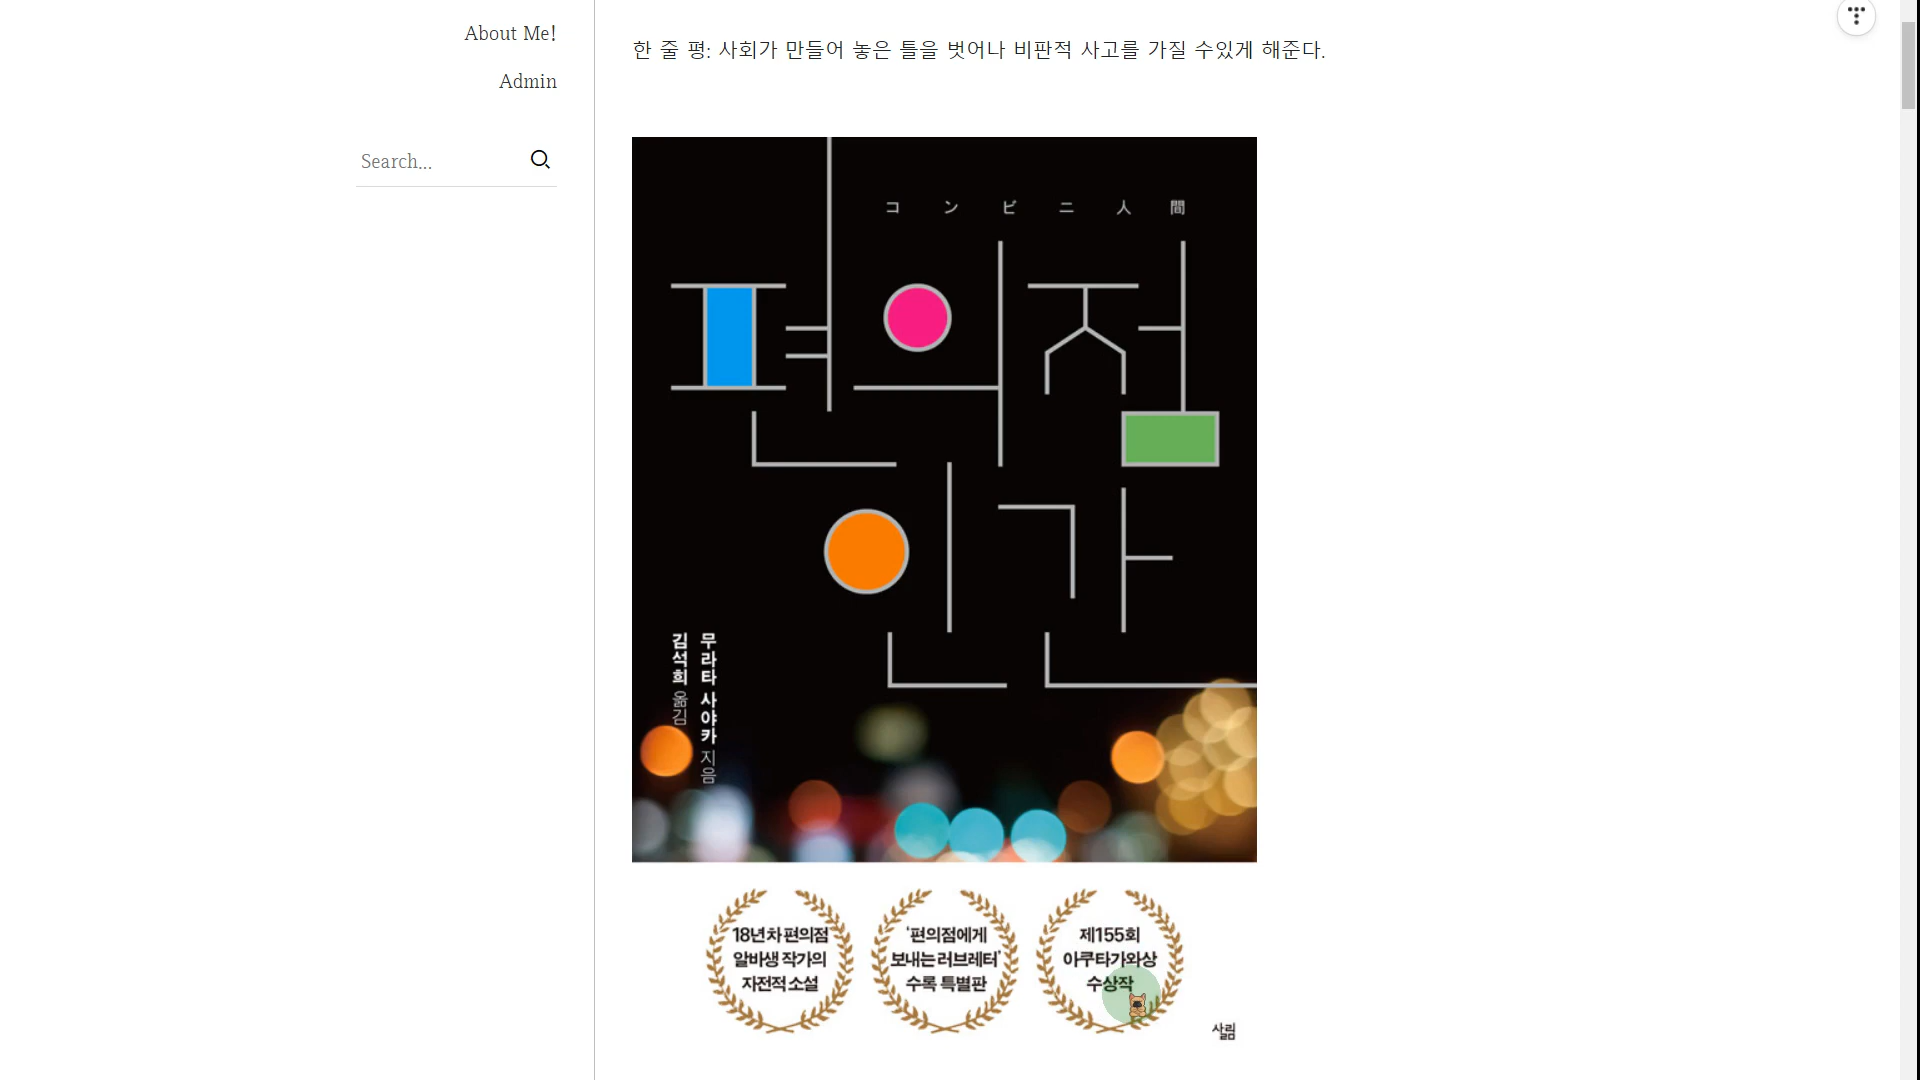 About Me!
Admin
Search...
한 줄 평: 사회가 만들어 놓은 틀을 벗어나 비판적 사고를 가질 수있게 해준다.
コンビニ人間
편의점
인간
무라타 사야카 지음
김석희 옮김
18년차 편의점
알바생 작가의
자전적 소설
‘편의점에게
보내는 러브레터’
수록 특별판
제155회
아쿠타가와상
수상작
살림